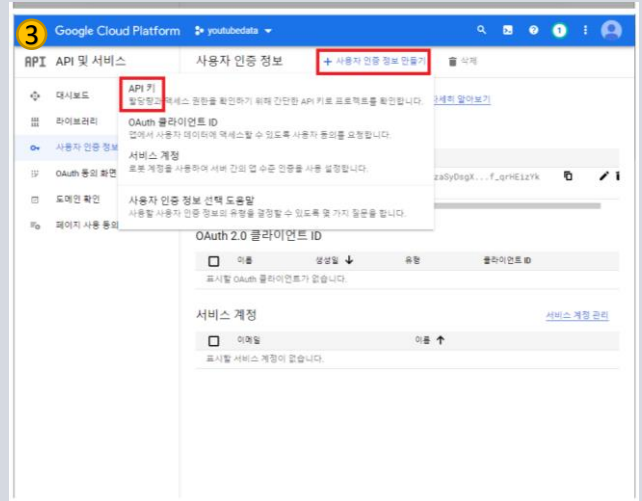 3 Google Cloud Platform youtubedata 1
API API 및 서비스 사용자 인증 정보 + 사용자 인증 정보 만들기 삭제
대시보드
라이브러리
사용자 인증 정보
OAuth 동의 화면
도메인 확인
페이지 사용 동의
API 키
할당량과 액세스 권한을 확인하기 위해 간단한 API 키로 프로젝트를 확인합니다.
OAuth 클라이언트 ID
앱에서 사용자 데이터에 액세스할 수 있도록 사용자 동의를 요청합니다.
서비스 계정
로봇 계정을 사용하여 서버 간의 앱 수준 인증을 사용 설정합니다.
사용자 인증 정보 선택 도움말
사용할 사용자 인증 정보의 유형을 결정할 수 있도록 몇 가지 질문을 합니다.
자세히 알아보기
zaSyDsgX...f_qrHEizYk
OAuth 2.0 클라이언트 ID
이름 생성일 ↓ 유형 클라이언트 ID
표시할 OAuth 클라이언트가 없습니다.
서비스 계정 서비스 계정 관리
이메일 이름 ↑
표시할 서비스 계정이 없습니다.